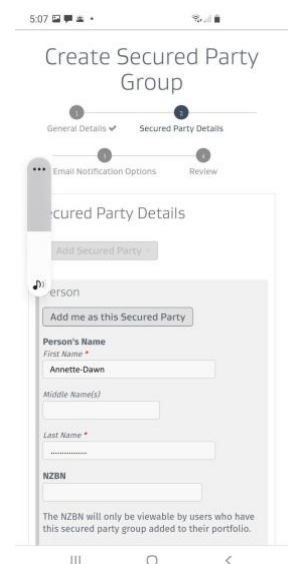 5:07
Create Secured Party
Group
1
2
General Details
Secured Party Details
3
4
Email Notification Options
Review
ecured Party Details
Add Secured Party
erson
Add me as this Secured Party
Person's Name
First Name *
Annette-Dawn
Middle Name(s)
Last Name *
NZBN
The NZBN will only be viewable by users who have
this secured party group added to their portfolio.